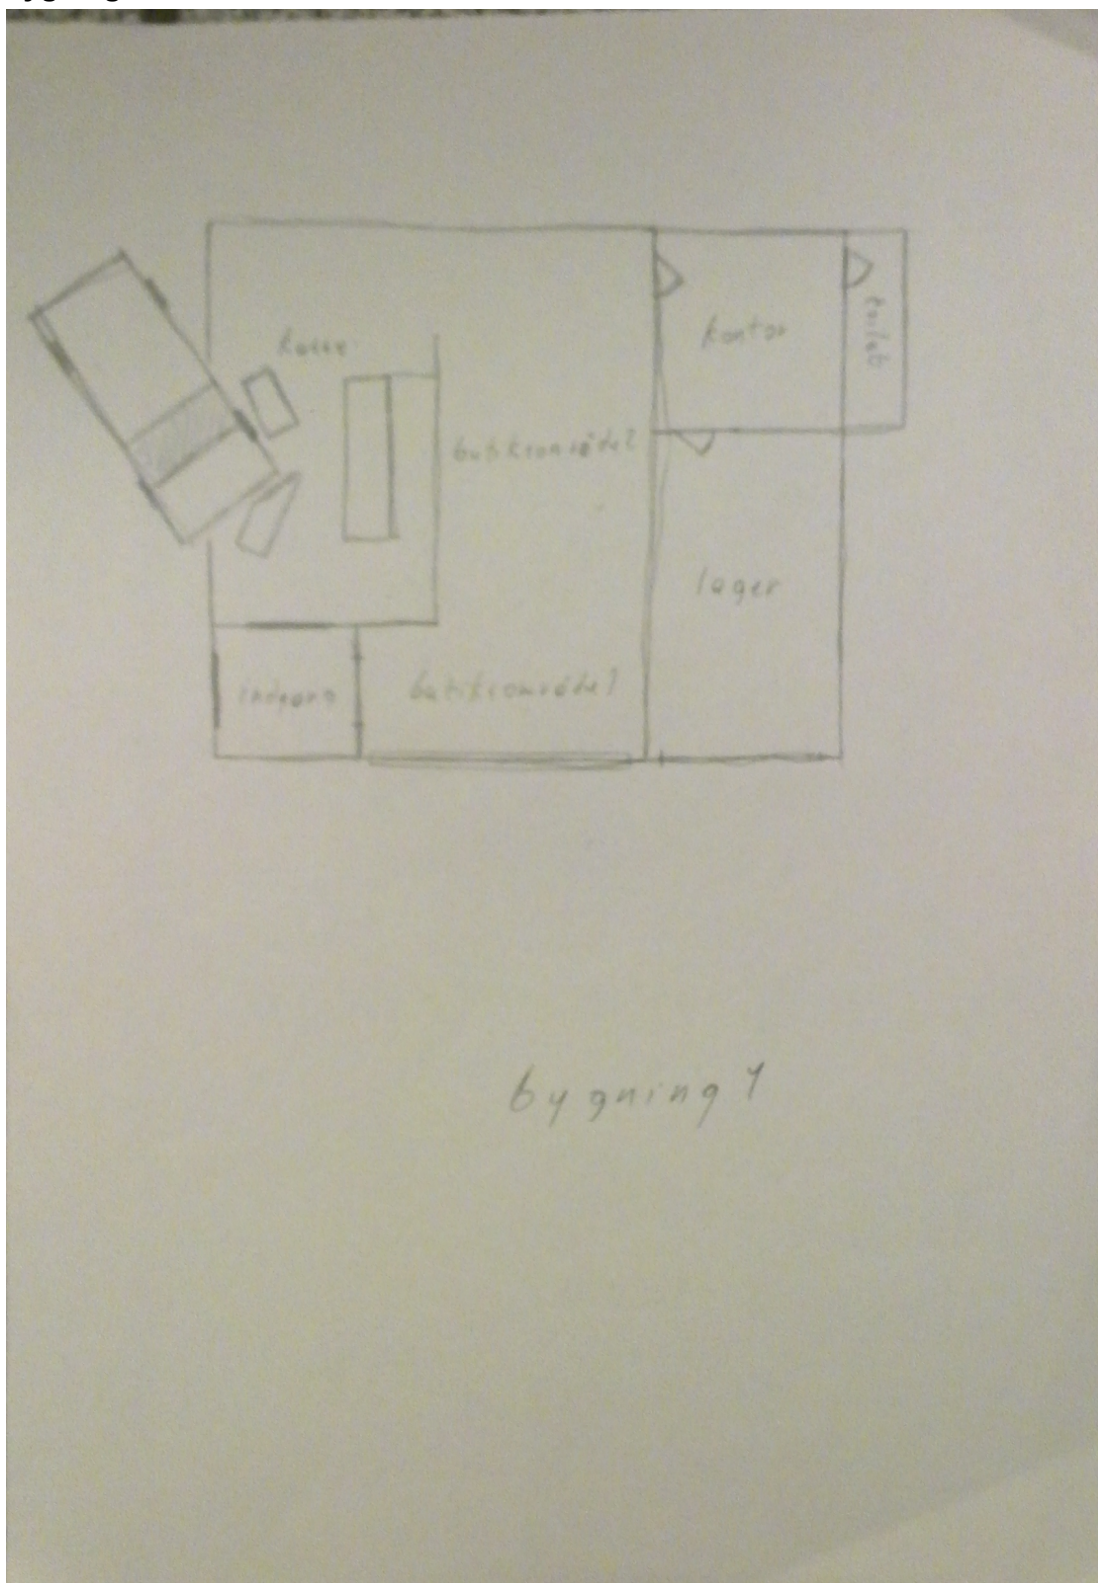 kasse
kontor
toilet
butiksområde 2
lager
indgang
butiksområde 1
bygning 1